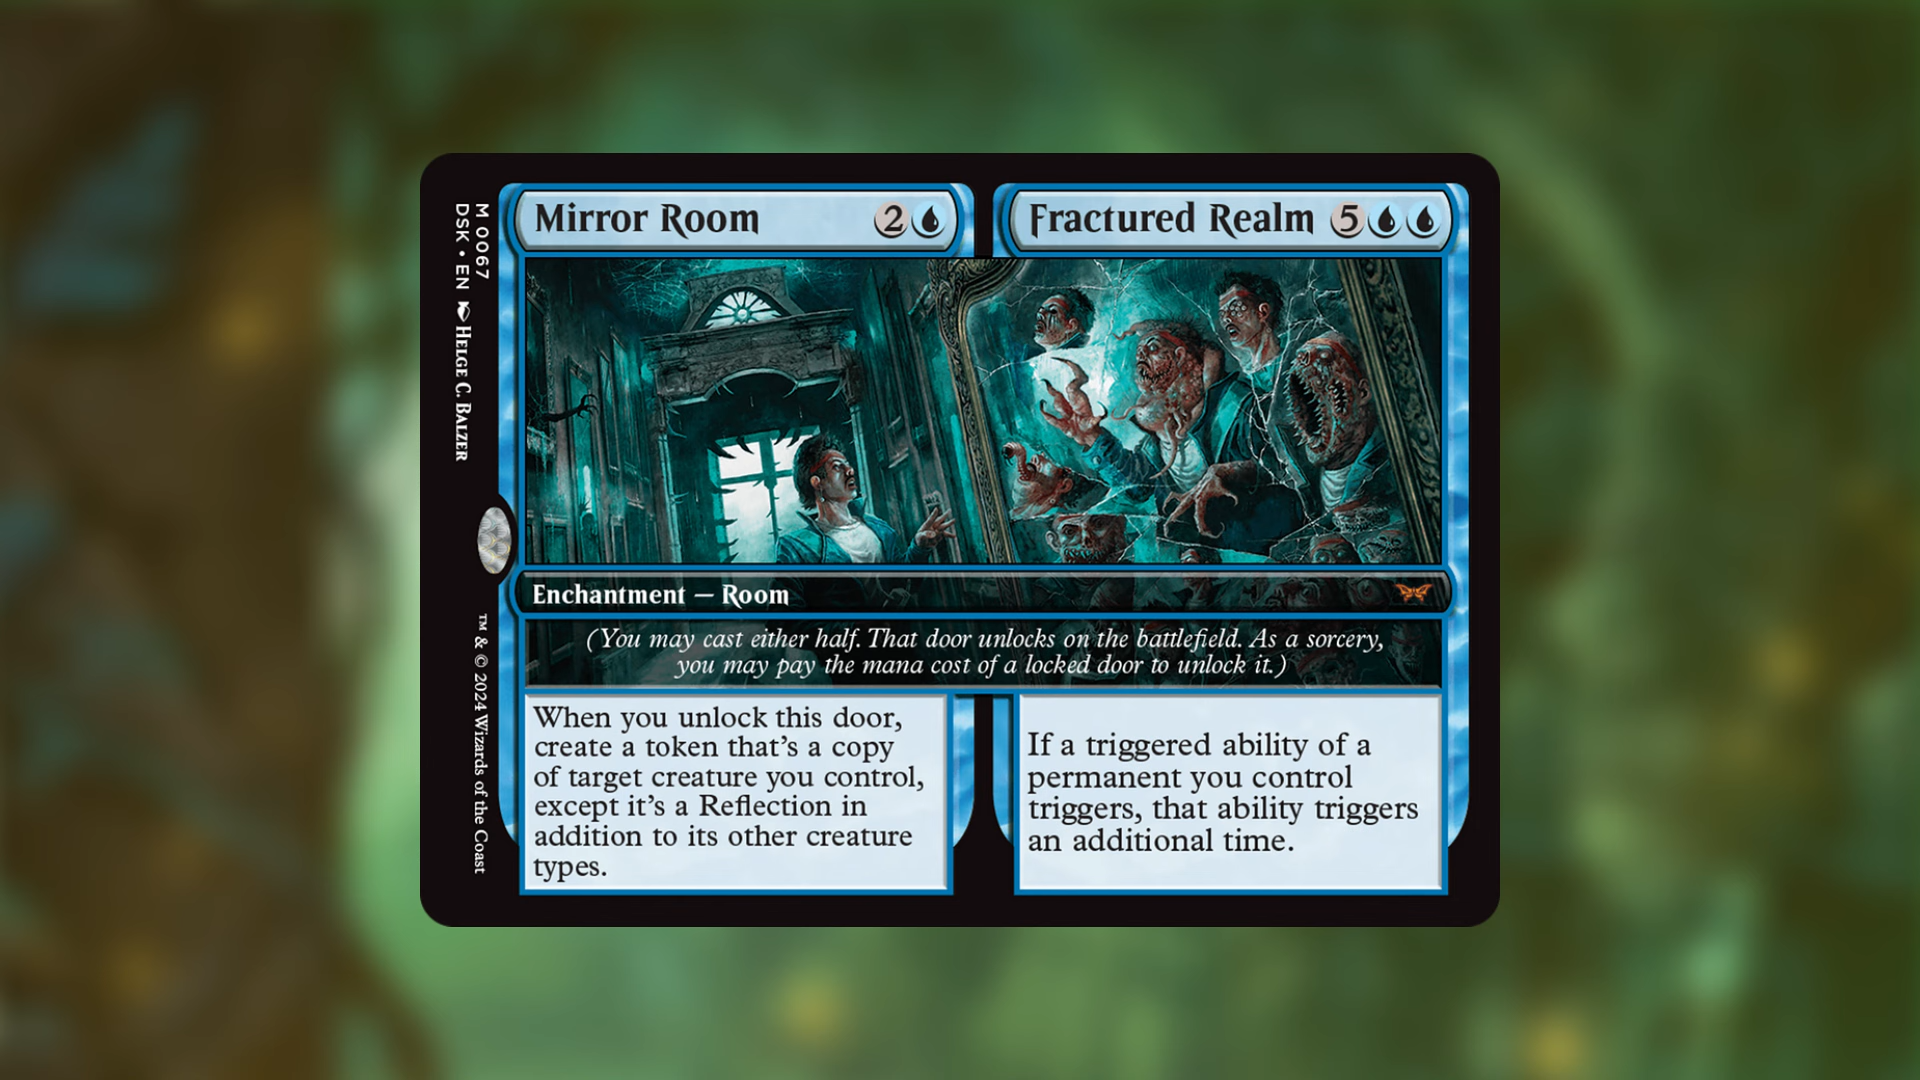 Mirror Room 2
Fractured Realm 5
M 0067
DSK • EN HELGE C. BALZER
Enchantment — Room
(You may cast either half. That door unlocks on the battlefield. As a sorcery,
you may pay the mana cost of a locked door to unlock it.)
When you unlock this door,
create a token that's a copy
of target creature you control,
except it's a Reflection in
addition to its other creature
types.
If a triggered ability of a
permanent you control
triggers, that ability triggers
an additional time.
™ & © 2024 Wizards of the Coast